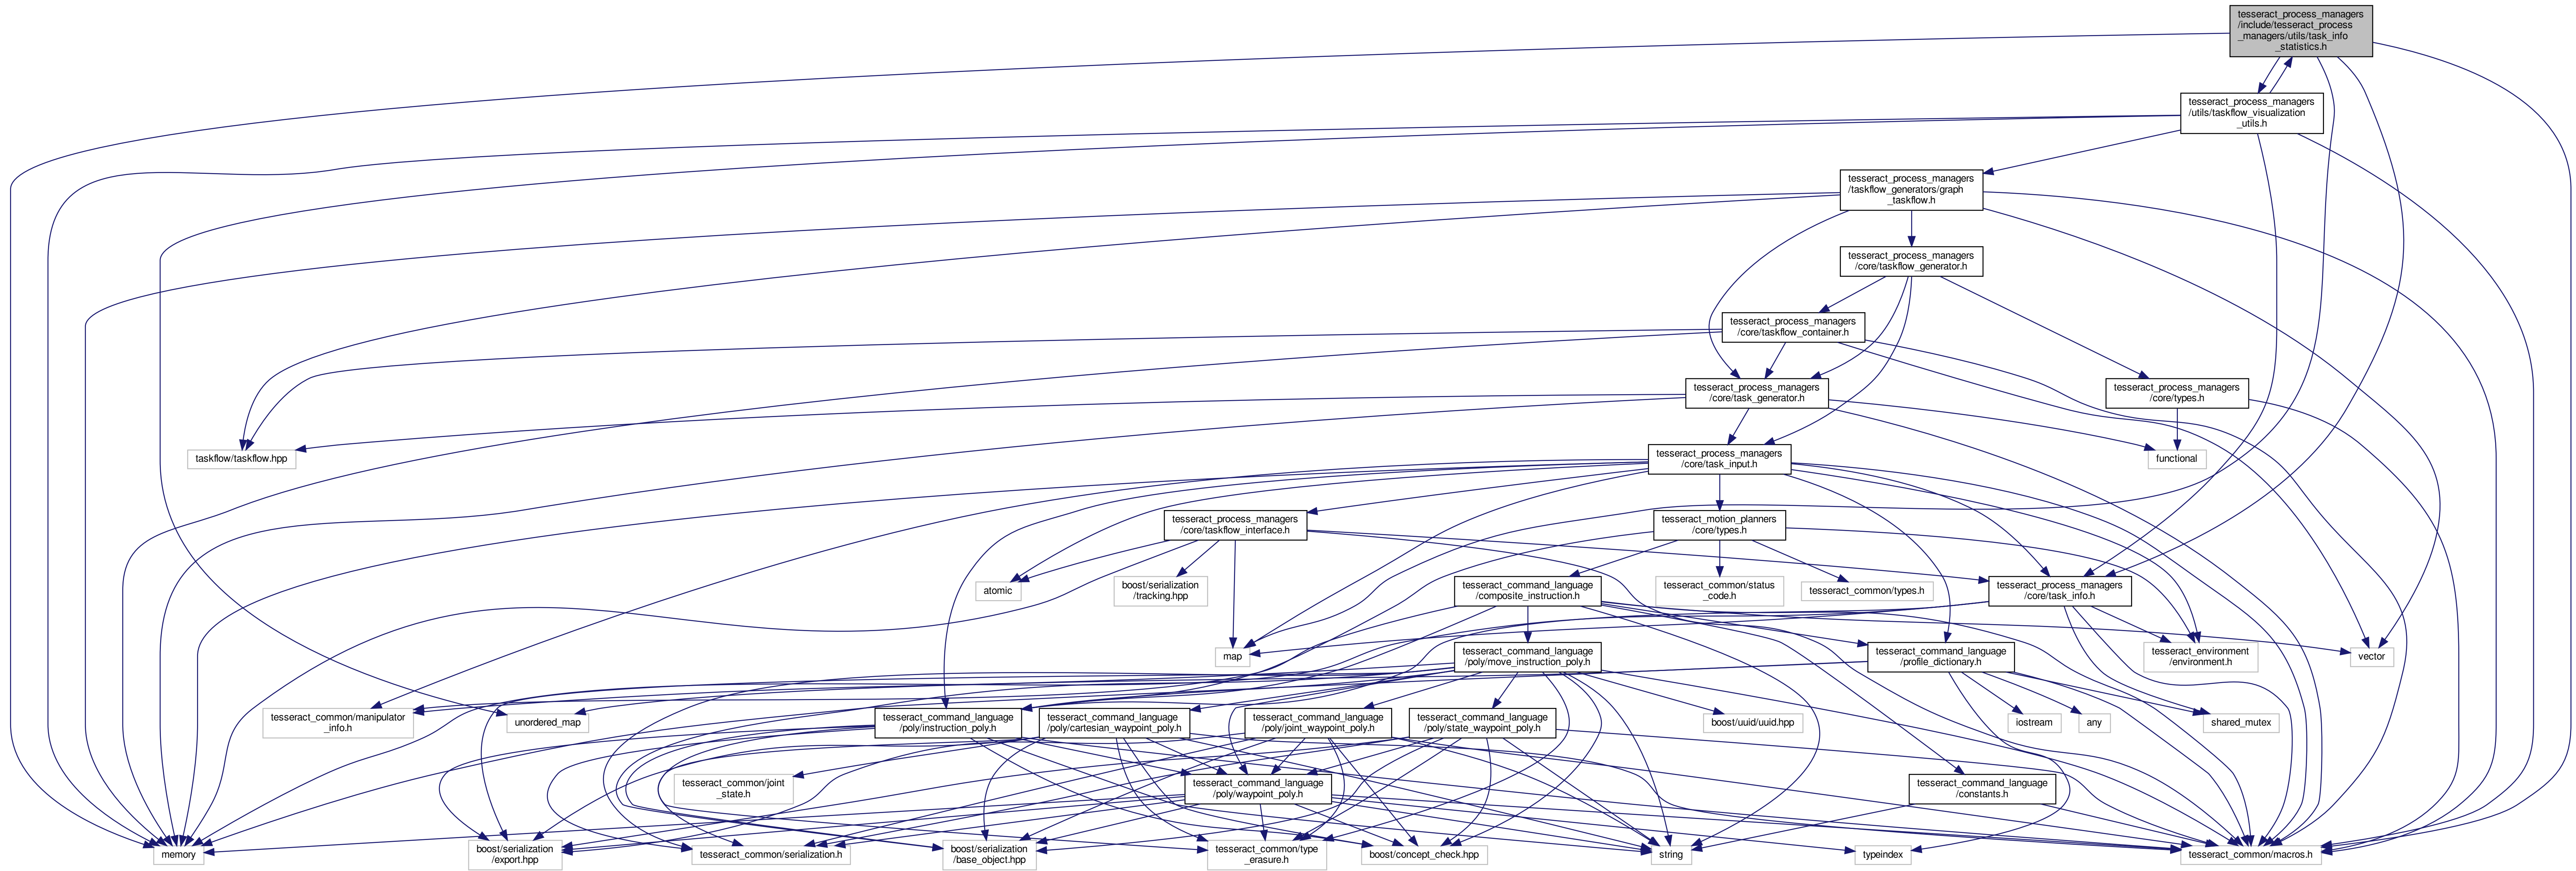 tesseract_process_managers
/include/tesseract_process
_managers/utils/task_info
_statistics.h
tesseract_process_managers
/utils/taskflow_visualization
_utils.h
tesseract_process_managers
/taskflow_generators/graph
_taskflow.h
tesseract_process_managers
/core/taskflow_generator.h
tesseract_process_managers
/core/taskflow_container.h
tesseract_process_managers
/core/task_generator.h
tesseract_process_managers
/core/types.h
taskflow/taskflow.hpp
tesseract_process_managers
/core/task_input.h
functional
tesseract_process_managers
/core/taskflow_interface.h
tesseract_motion_planners
/core/types.h
atomic
boost/serialization
/tracking.hpp
tesseract_command_language
/composite_instruction.h
tesseract_common/status
_code.h
tesseract_common/types.h
tesseract_process_managers
/core/task_info.h
map
tesseract_command_language
/poly/move_instruction_poly.h
tesseract_command_language
/profile_dictionary.h
tesseract_environment
/environment.h
vector
tesseract_common/manipulator
_info.h
unordered_map
tesseract_command_language
/poly/instruction_poly.h
tesseract_command_language
/poly/cartesian_waypoint_poly.h
tesseract_command_language
/poly/joint_waypoint_poly.h
tesseract_command_language
/poly/state_waypoint_poly.h
boost/uuid/uuid.hpp
iostream
any
shared_mutex
tesseract_common/joint
_state.h
tesseract_command_language
/poly/waypoint_poly.h
tesseract_command_language
/constants.h
memory
boost/serialization
/export.hpp
tesseract_common/serialization.h
boost/serialization
/base_object.hpp
tesseract_common/type
_erasure.h
boost/concept_check.hpp
string
typeindex
tesseract_common/macros.h